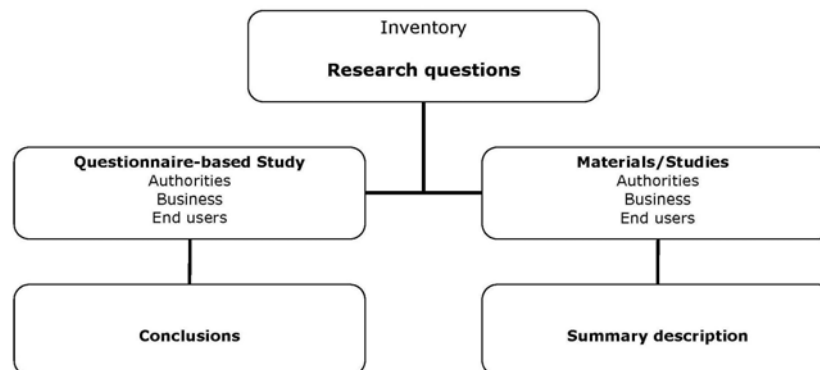 Inventory
Research questions
Questionnaire-based Study
Authorities
Business
End users
Materials/Studies
Authorities
Business
End users
Conclusions
Summary description